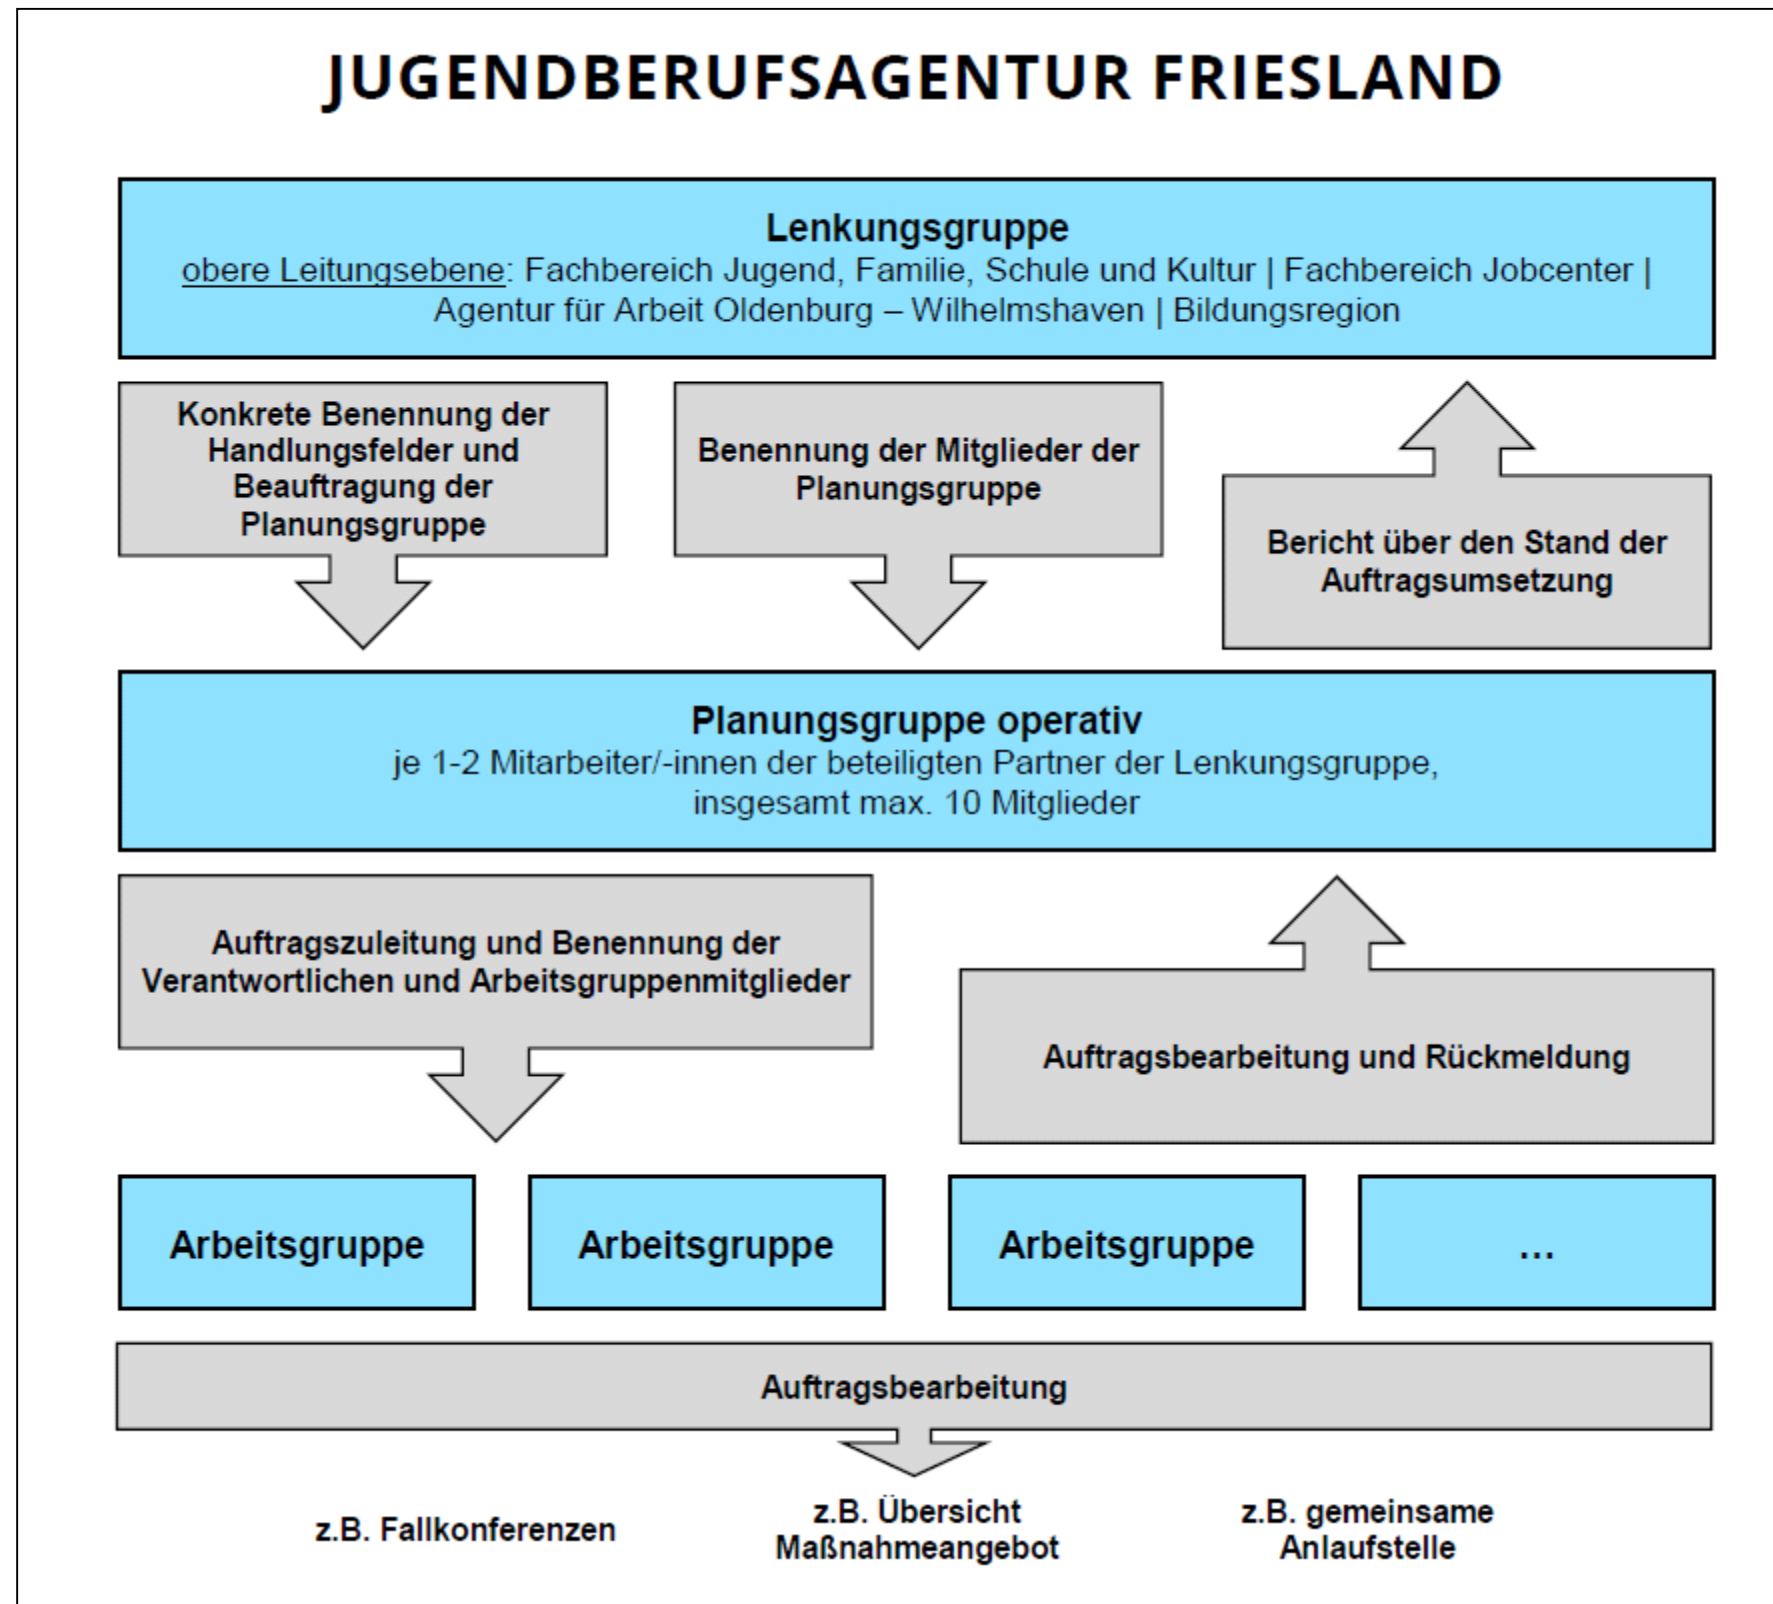 JUGENDBERUFSAGENTUR FRIESLAND
Lenkungsgruppe
obere Leitungsebene: Fachbereich Jugend, Familie, Schule und Kultur | Fachbereich Jobcenter |
Agentur für Arbeit Oldenburg – Wilhelmshaven | Bildungsregion
Konkrete Benennung der
Handlungsfelder und
Beauftragung der
Planungsgruppe
Benennung der Mitglieder der
Planungsgruppe
Bericht über den Stand der
Auftragsumsetzung
Planungsgruppe operativ
je 1-2 Mitarbeiter/-innen der beteiligten Partner der Lenkungsgruppe,
insgesamt max. 10 Mitglieder
Auftragszuleitung und Benennung der
Verantwortlichen und Arbeitsgruppenmitglieder
Auftragsbearbeitung und Rückmeldung
Arbeitsgruppe
Arbeitsgruppe
Arbeitsgruppe
...
Auftragsbearbeitung
z.B. Fallkonferenzen
z.B. Übersicht
Maßnahmeangebot
z.B. gemeinsame
Anlaufstelle